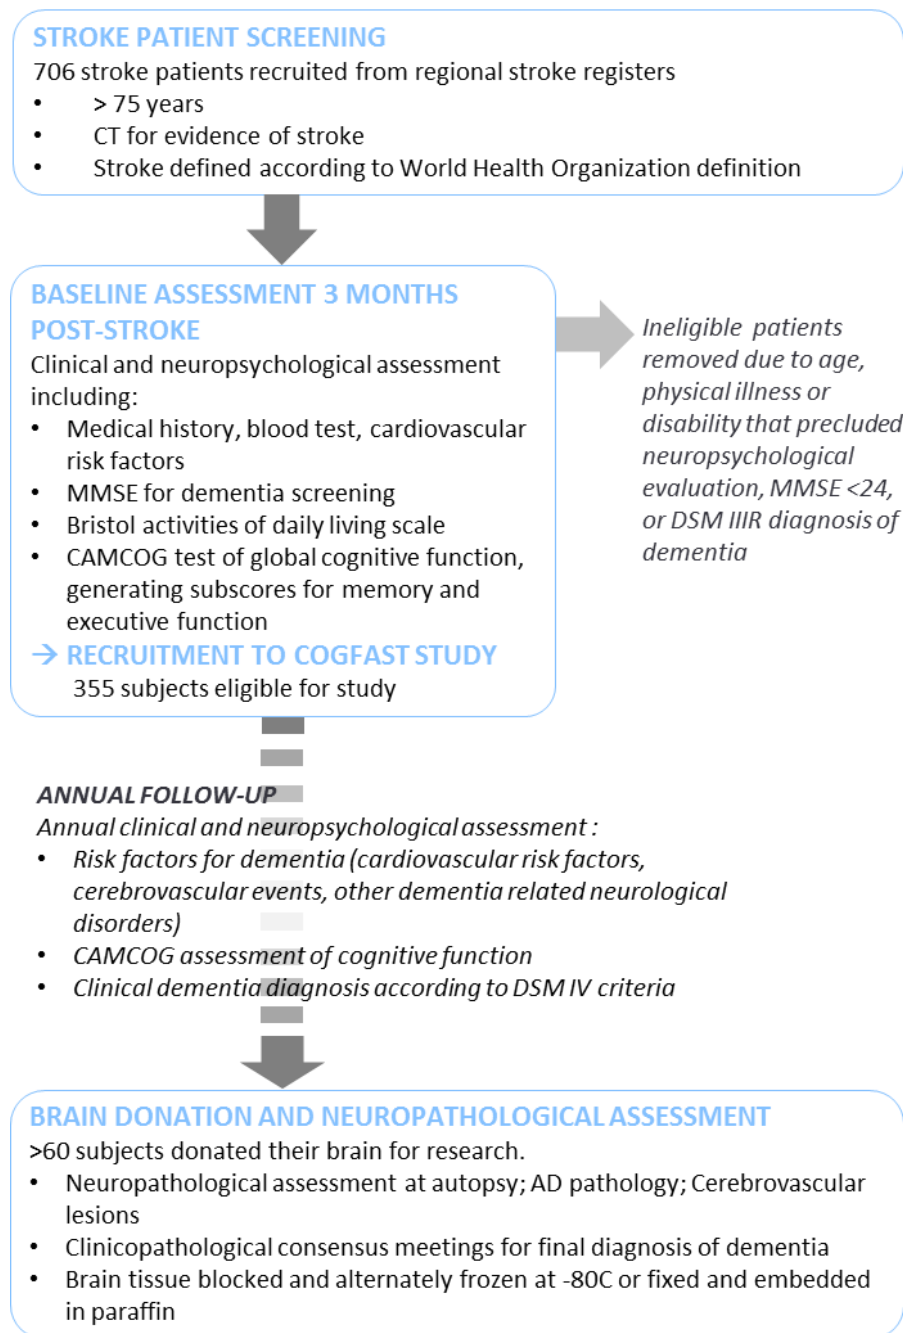 STROKE PATIENT SCREENING
706 stroke patients recruited from regional stroke registers
• > 75 years
• CT for evidence of stroke
• Stroke defined according to World Health Organization definition
BASELINE ASSESSMENT 3 MONTHS
POST-STROKE
Clinical and neuropsychological assessment
including:
• Medical history, blood test, cardiovascular
risk factors
• MMSE for dementia screening
• Bristol activities of daily living scale
• CAMCOG test of global cognitive function,
generating subscores for memory and
executive function
→ RECRUITMENT TO COGFAST STUDY
355 subjects eligible for study
Ineligible patients
removed due to age,
physical illness or
disability that precluded
neuropsychological
evaluation, MMSE <24,
or DSM IIIR diagnosis of
dementia
ANNUAL FOLLOW-UP
Annual clinical and neuropsychological assessment :
• Risk factors for dementia (cardiovascular risk factors,
cerebrovascular events, other dementia related neurological
disorders)
• CAMCOG assessment of cognitive function
• Clinical dementia diagnosis according to DSM IV criteria
BRAIN DONATION AND NEUROPATHOLOGICAL ASSESSMENT
>60 subjects donated their brain for research.
• Neuropathological assessment at autopsy; AD pathology; Cerebrovascular
lesions
• Clinicopathological consensus meetings for final diagnosis of dementia
• Brain tissue blocked and alternately frozen at -80C or fixed and embedded
in paraffin